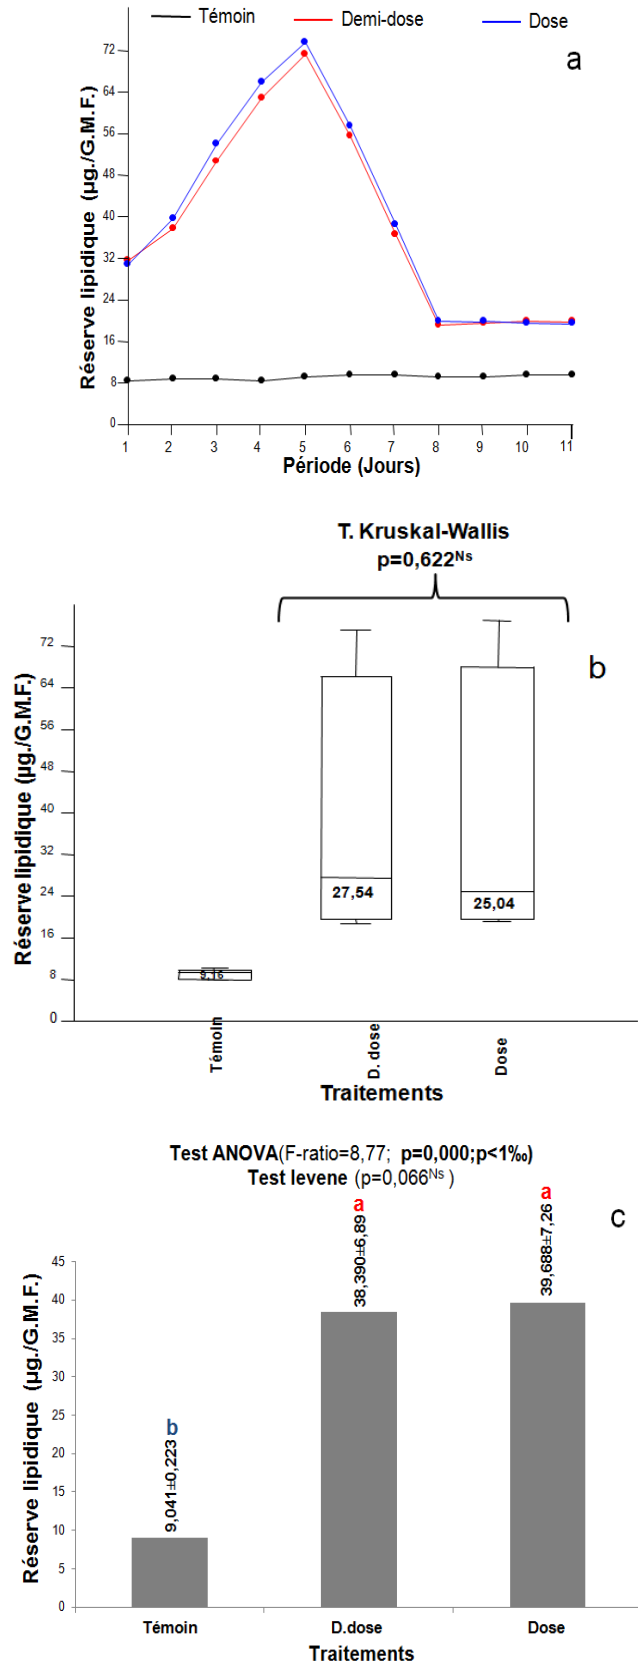 Témoin Demi-dose Dose
a
Réserve lipidique (µg./G.M.F.)
72
64
56
48
40
32
24
16
8
0
1 2 3 4 5 6 7 8 9 10 11
Période (Jours)
T. Kruskal-Wallis
p=0,622Ns
b
Réserve lipidique (µg./G.M.F.)
72
64
56
48
40
32
24
16
8
0
27,54
25,04
9,16
Témoin D. dose Dose
Traitements
Test ANOVA(F-ratio=8,77; p=0,000;p<1‰)
Test levene (p=0,066Ns )
c
Réserve lipidique (µg./G.M.F.)
45
40
35
30
25
20
15
10
5
0
b
9,041±0,223
a
38,390±6,89
a
39,688±7,26
Témoin D.dose Dose
Traitements